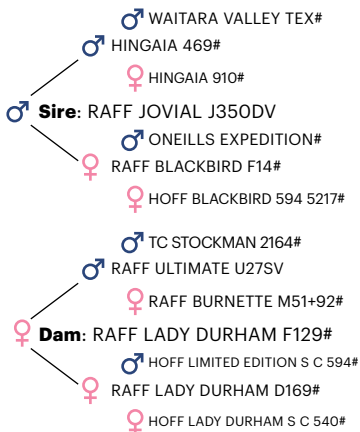 WAITARA VALLEY TEX#
HINGAIA 469#
HINGAIA 910#
Sire: RAFF JOVIAL J350DV
ONEILLS EXPEDITION#
RAFF BLACKBIRD F14#
HOFF BLACKBIRD 594 5217#
TC STOCKMAN 2164#
RAFF ULTIMATE U27SV
RAFF BURNETTE M51+92#
Dam: RAFF LADY DURHAM F129#
HOFF LIMITED EDITION S C 594#
RAFF LADY DURHAM D169#
HOFF LADY DURHAM S C 540#